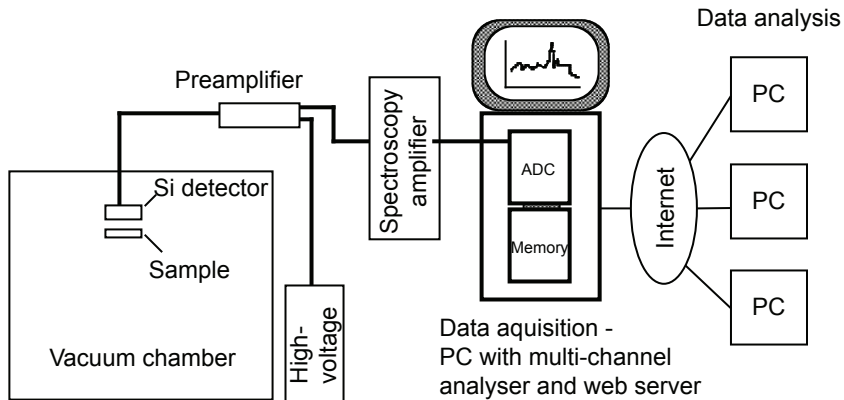 Data analysis
Preamplifier
Si detector
Sample
Vacuum chamber
High-
voltage
Spectroscopy
amplifier
ADC
Memory
Data aquisition -
PC with multi-channel
analyser and web server
Internet
PC
PC
PC